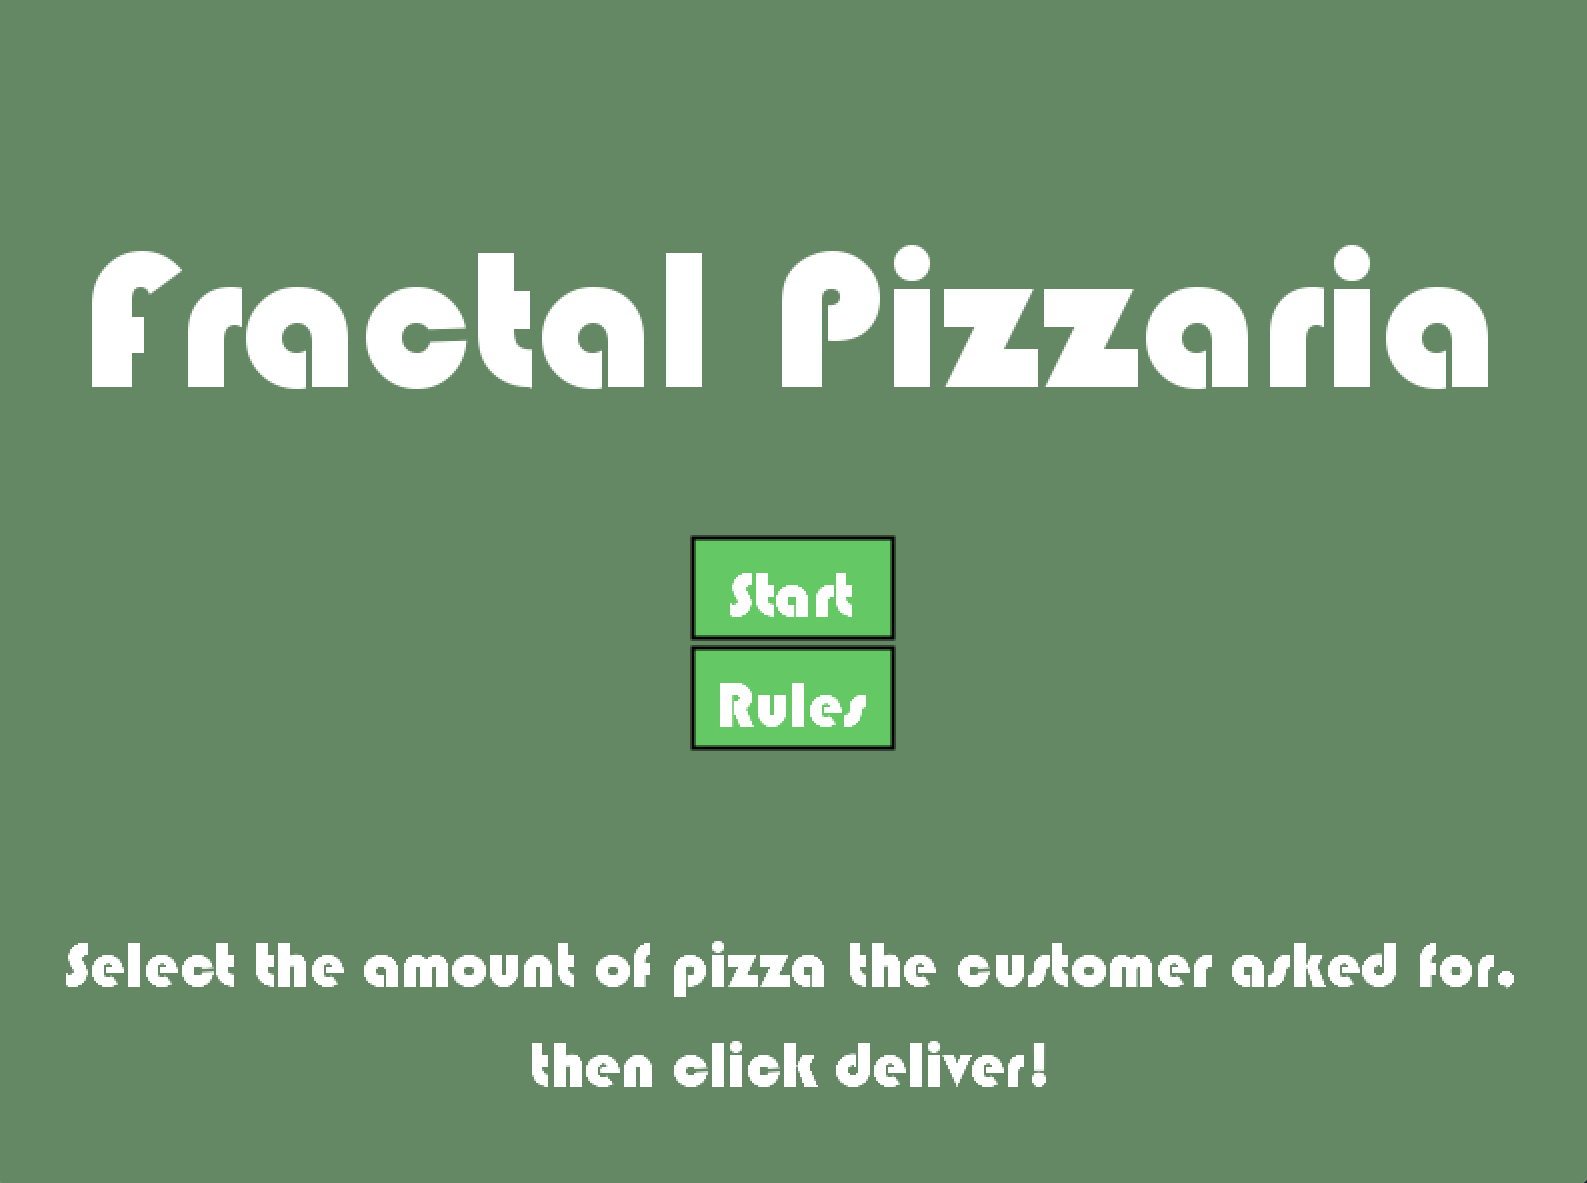 Fractal Pizzaria
Start
Rules
Select the amount of pizza the customer asked for,
then click deliver!